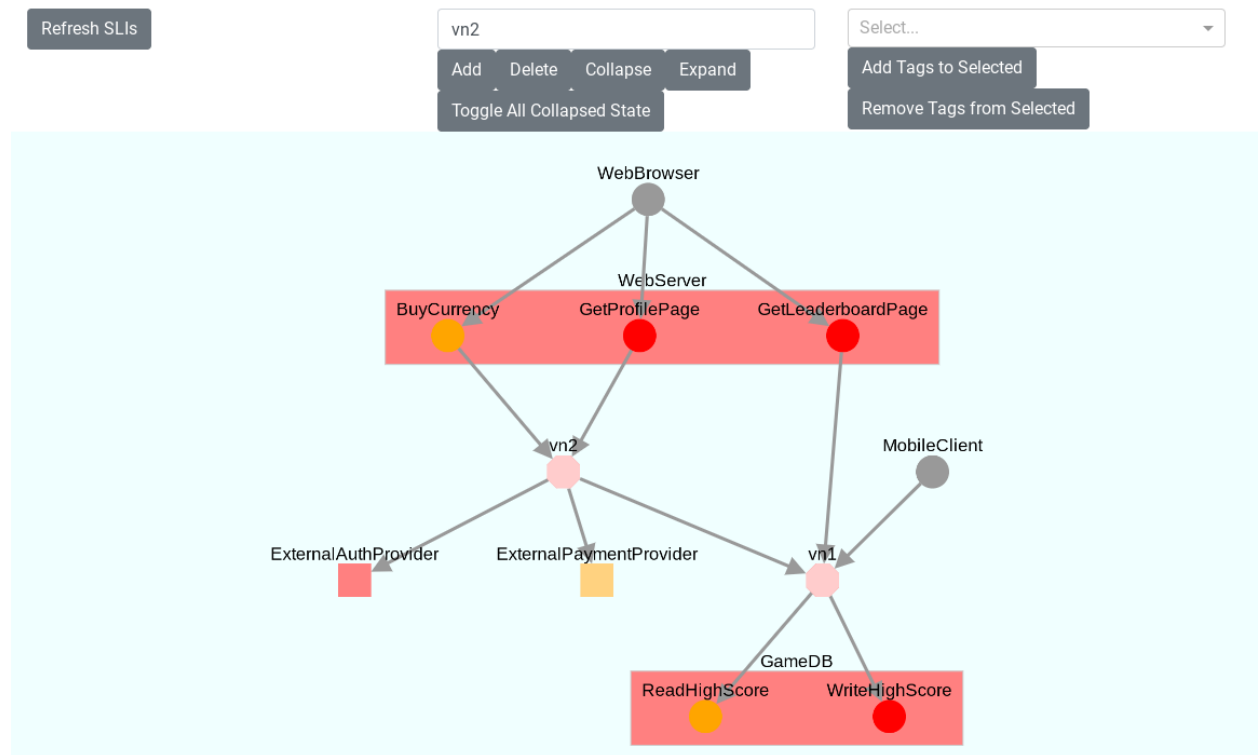 Refresh SLIs
vn2
Select...
Add Delete Collapse Expand
Add Tags to Selected
Toggle All Collapsed State
Remove Tags from Selected
WebBrowser
WebServer
BuyCurrency GetProfilePage GetLeaderboardPage
vn2
MobileClient
ExternalAuthProvider ExternalPaymentProvider vn1
GameDB
ReadHighScore WriteHighScore